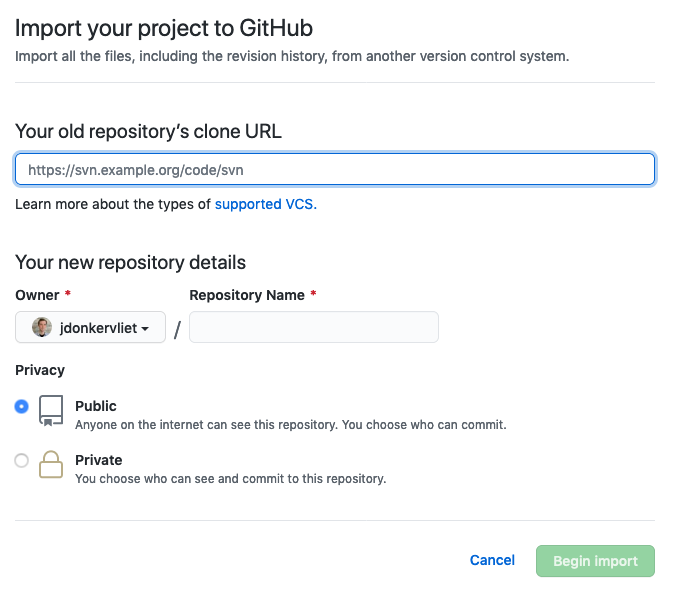 Import your project to GitHub
Import all the files, including the revision history, from another version control system.
Your old repository’s clone URL
https://svn.example.org/code/svn
Learn more about the types of supported VCS.
Your new repository details
Owner * Repository Name *
jdonkervliet /
Privacy
Public
Anyone on the internet can see this repository. You choose who can commit.
Private
You choose who can see and commit to this repository.
Cancel Begin import